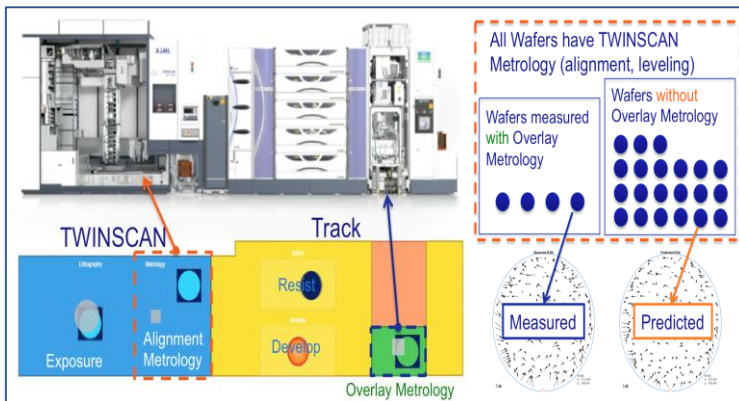 ASML
TWINSCAN
Track
Lithography
Metrology
Resist
Exposure
Alignment
Metrology
Develop
Overlay Metrology
All Wafers have TWINSCAN
Metrology (alignment, leveling)
Wafers measured
with Overlay
Metrology
Wafers without
Overlay Metrology
Measured
Predicted